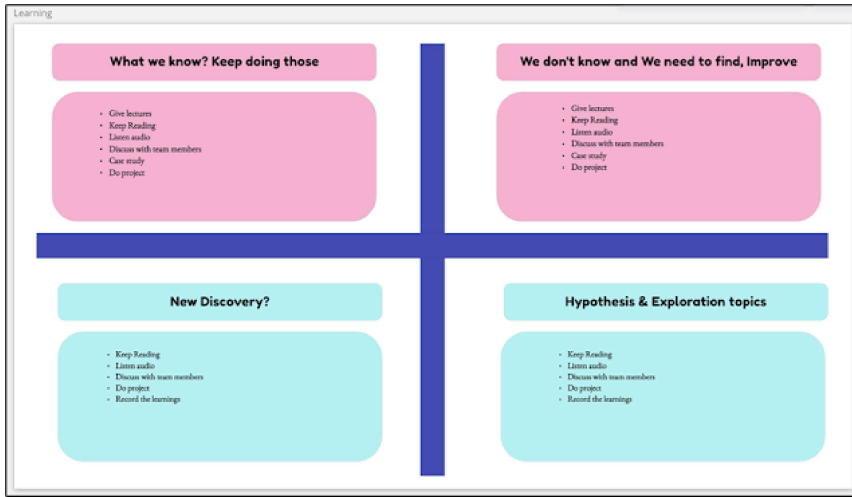 Learning
What we know? Keep doing those
• Give lectures
• Keep Reading
• Listen audio
• Discuss with team members
• Case study
• Do project
We don't know and We need to find, Improve
• Give lectures
• Keep Reading
• Listen audio
• Discuss with team members
• Case study
• Do project
New Discovery?
• Keep Reading
• Listen audio
• Discuss with team members
• Do project
• Record the learnings
Hypothesis & Exploration topics
• Keep Reading
• Listen audio
• Discuss with team members
• Do project
• Record the learnings